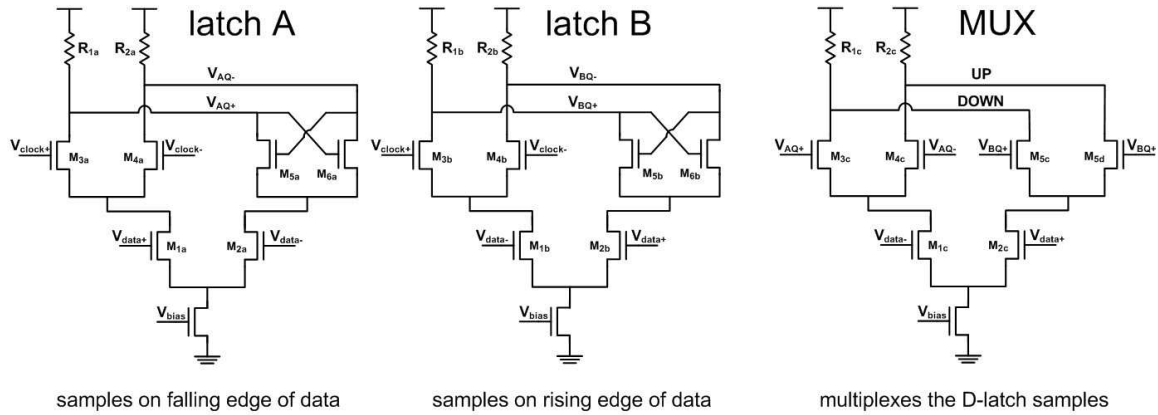 latch A
R1a
R2a
VAQ-
VAQ+
Vclock+
M3a
M4a
Vclock-
M5a
M6a
Vdata+
M1a
M2a
Vdata-
Vbias
samples on falling edge of data
latch B
R1b
R2b
VBQ-
VBQ+
Vclock+
M3b
M4b
Vclock-
M5b
M6b
Vdata-
M1b
M2b
Vdata+
Vbias
samples on rising edge of data
MUX
R1c
R2c
UP
DOWN
VAQ+
M3c
M4c
VAQ-
VBQ+
M5c
M5d
VBQ+
Vdata-
M1c
M2c
Vdata+
Vbias
multiplexes the D-latch samples